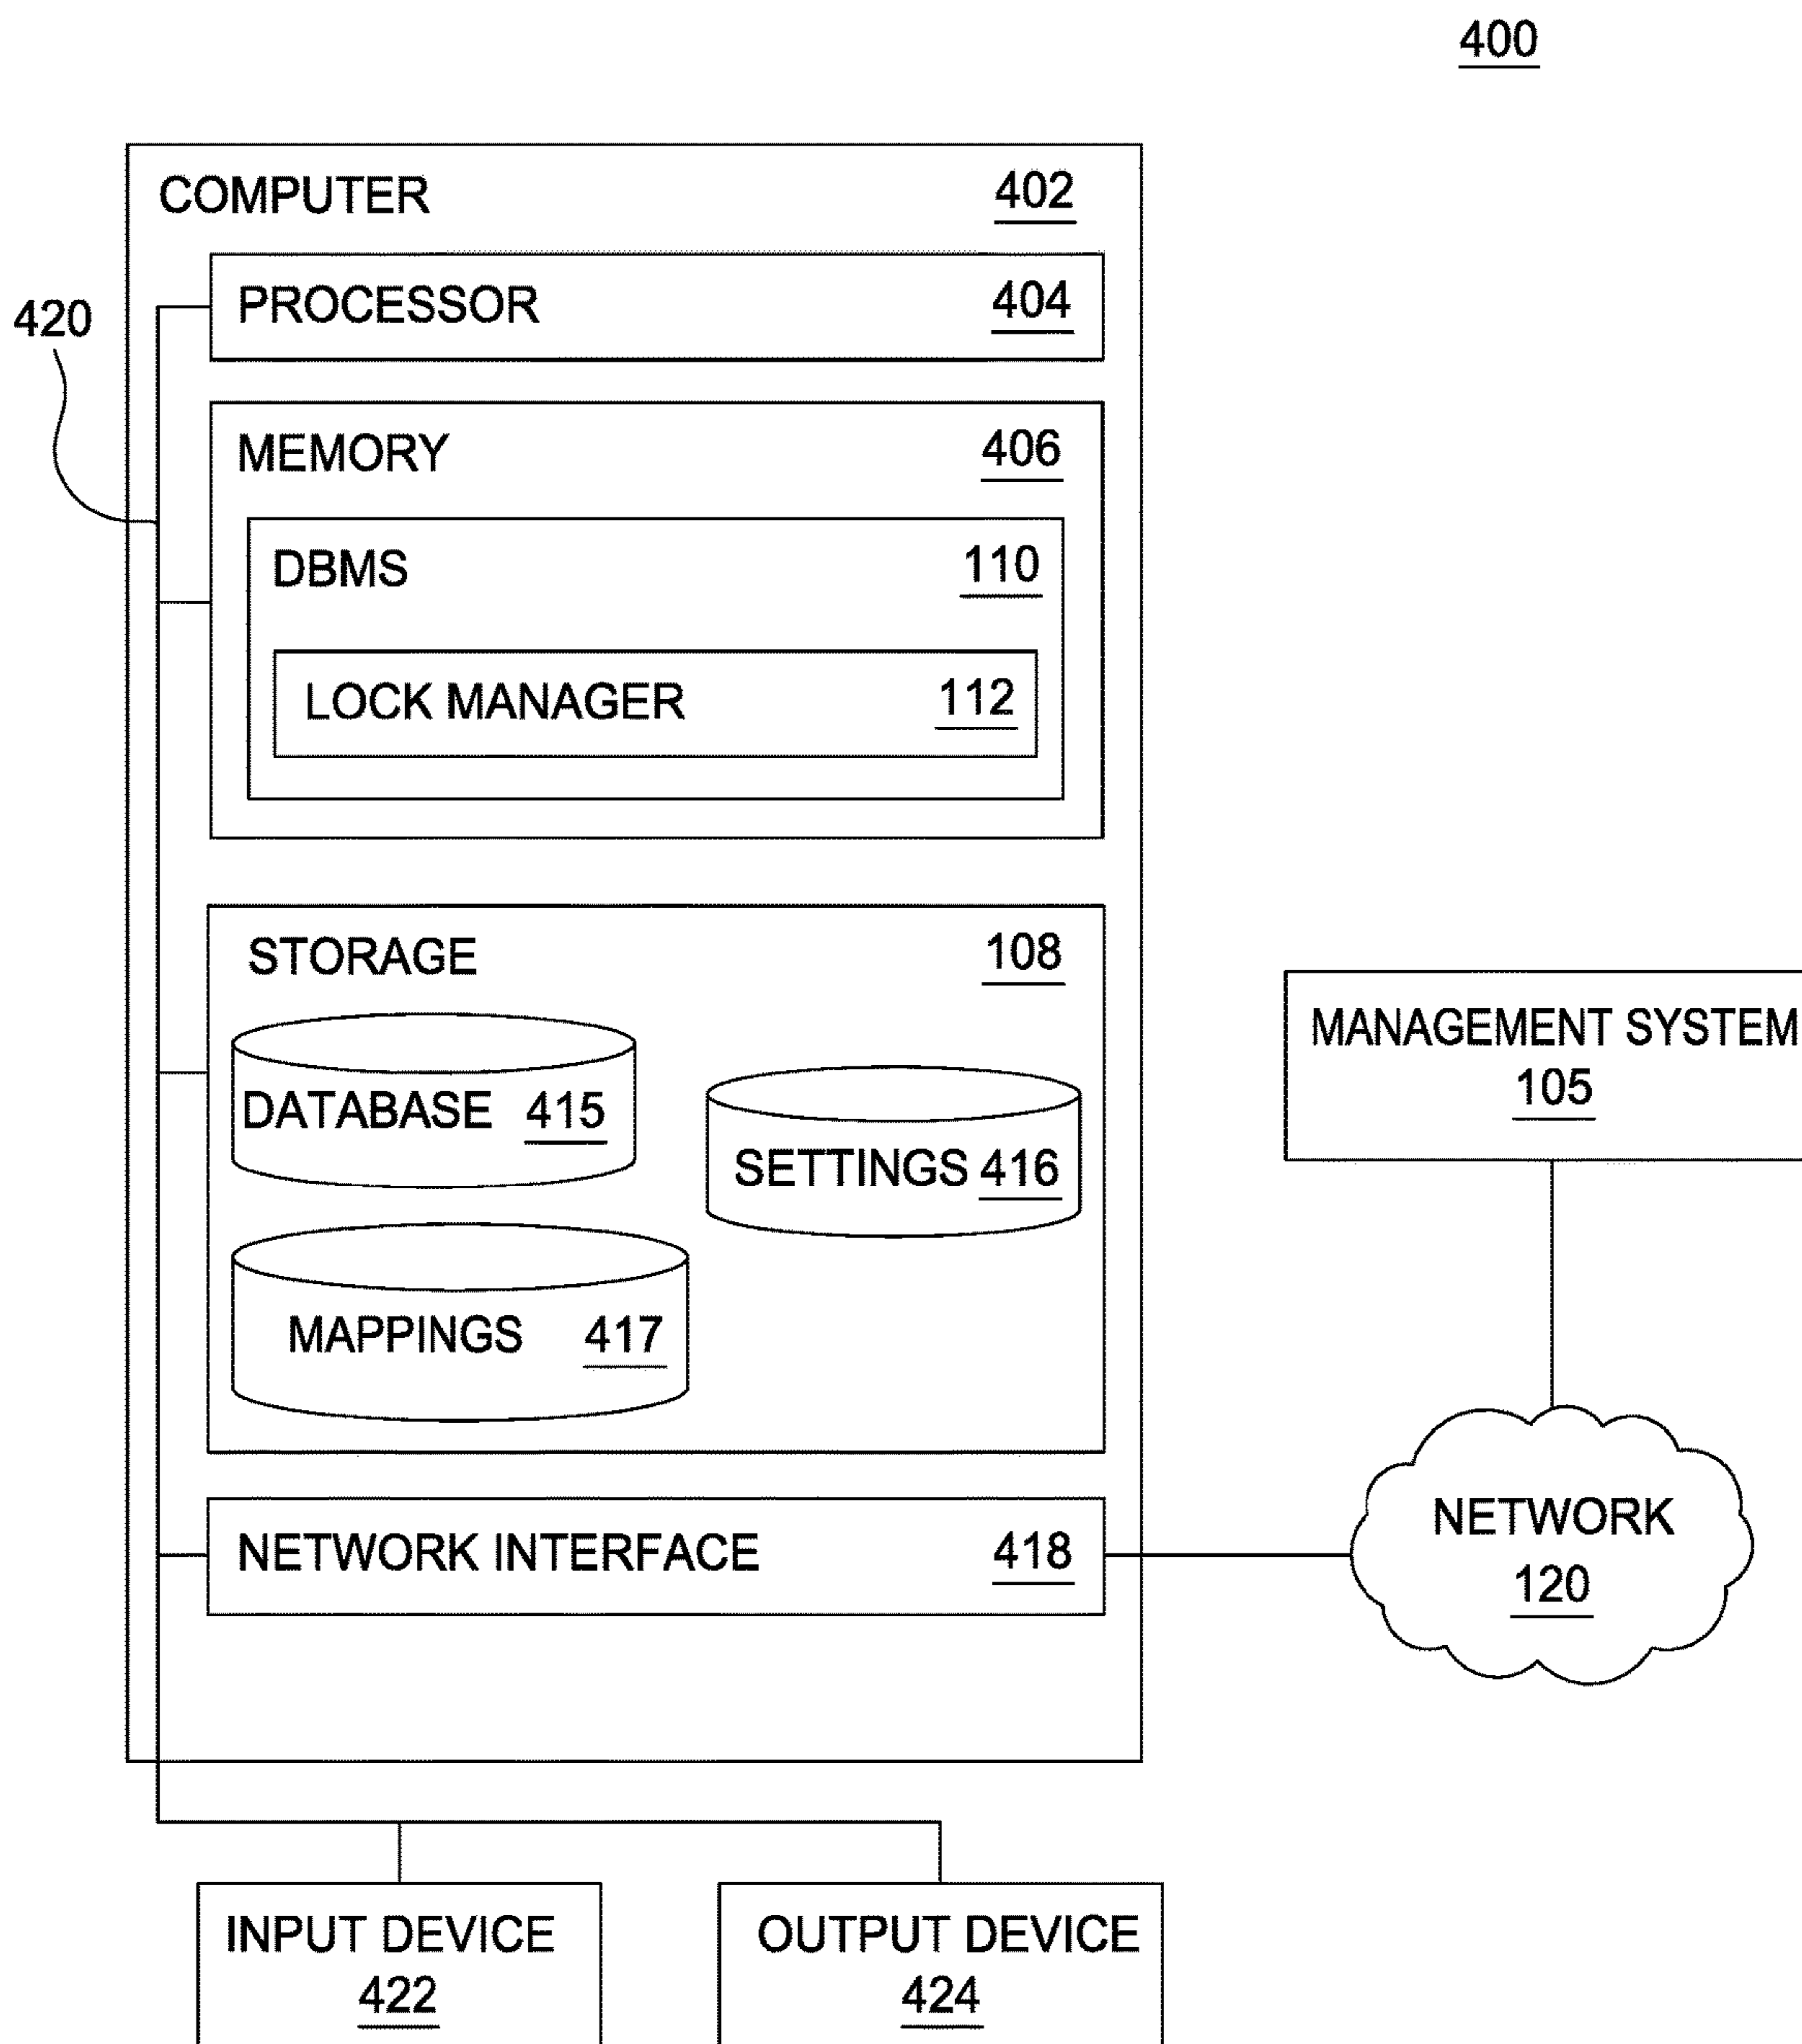 400
COMPUTER 402
PROCESSOR 404
420
MEMORY 406
DBMS 110
LOCK MANAGER 112
STORAGE 108
DATABASE 415
SETTINGS 416
MAPPINGS 417
MANAGEMENT SYSTEM
105
NETWORK INTERFACE 418
NETWORK
120
INPUT DEVICE
422
OUTPUT DEVICE
424